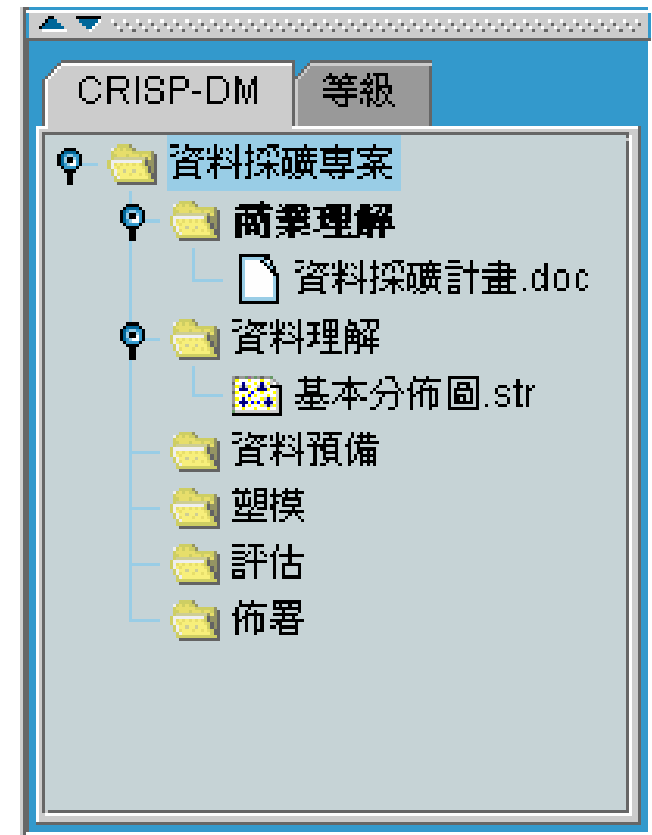 CRISP-DM 等級
資料採礦專案
商業理解
資料採礦計畫.doc
資料理解
基本分佈圖.str
資料預備
塑模
評估
佈署